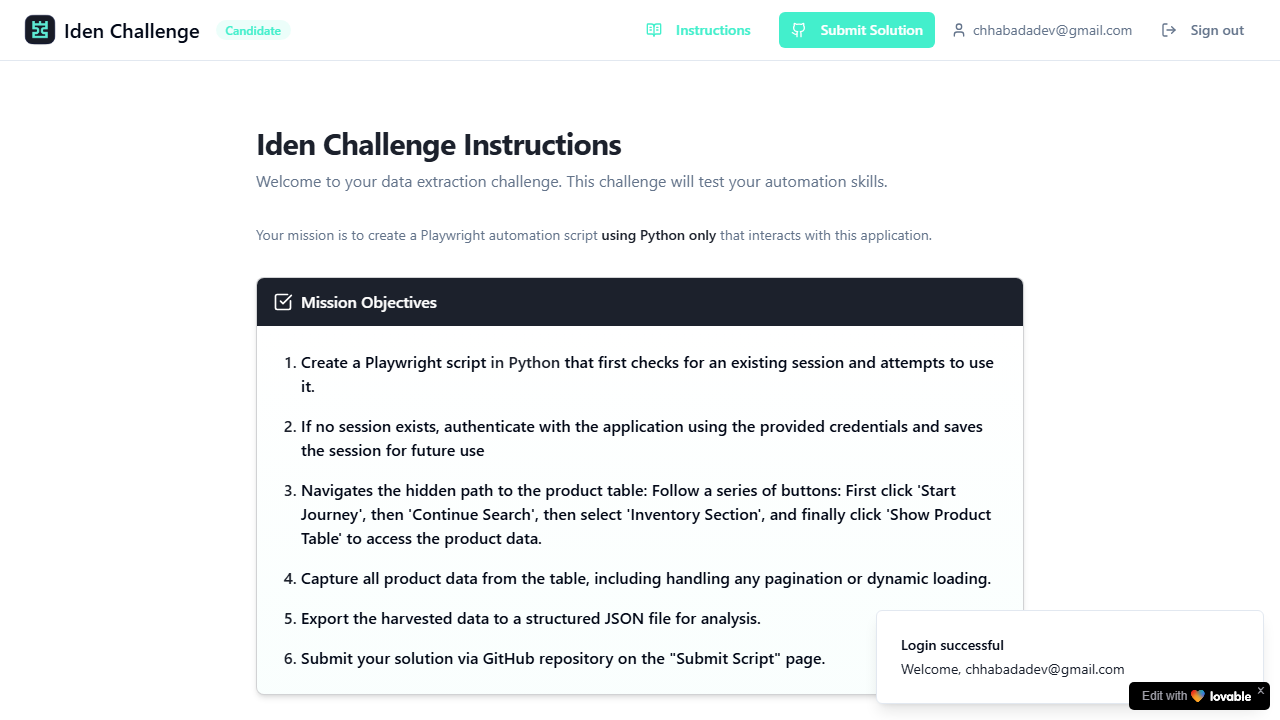 Iden Challenge
Candidate
Instructions
Submit Solution
chhabadadev@gmail.com
Sign out
Iden Challenge Instructions
Welcome to your data extraction challenge. This challenge will test your automation skills.
Your mission is to create a Playwright automation script using Python only that interacts with this application.
Mission Objectives
1. Create a Playwright script in Python that first checks for an existing session and attempts to use
it.
2. If no session exists, authenticate with the application using the provided credentials and saves
the session for future use
3. Navigates the hidden path to the product table: Follow a series of buttons: First click 'Start
Journey', then 'Continue Search', then select 'Inventory Section', and finally click 'Show Product
Table' to access the product data.
4. Capture all product data from the table, including handling any pagination or dynamic loading.
5. Export the harvested data to a structured JSON file for analysis.
6. Submit your solution via GitHub repository on the "Submit Script" page.
Login successful
Welcome, chhabadadev@gmail.com
Edit with lovable x